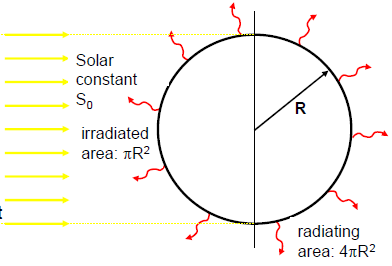 Solar
constant
S₀
irradiated
area: πR²
R
t
radiating
area: 4πR²